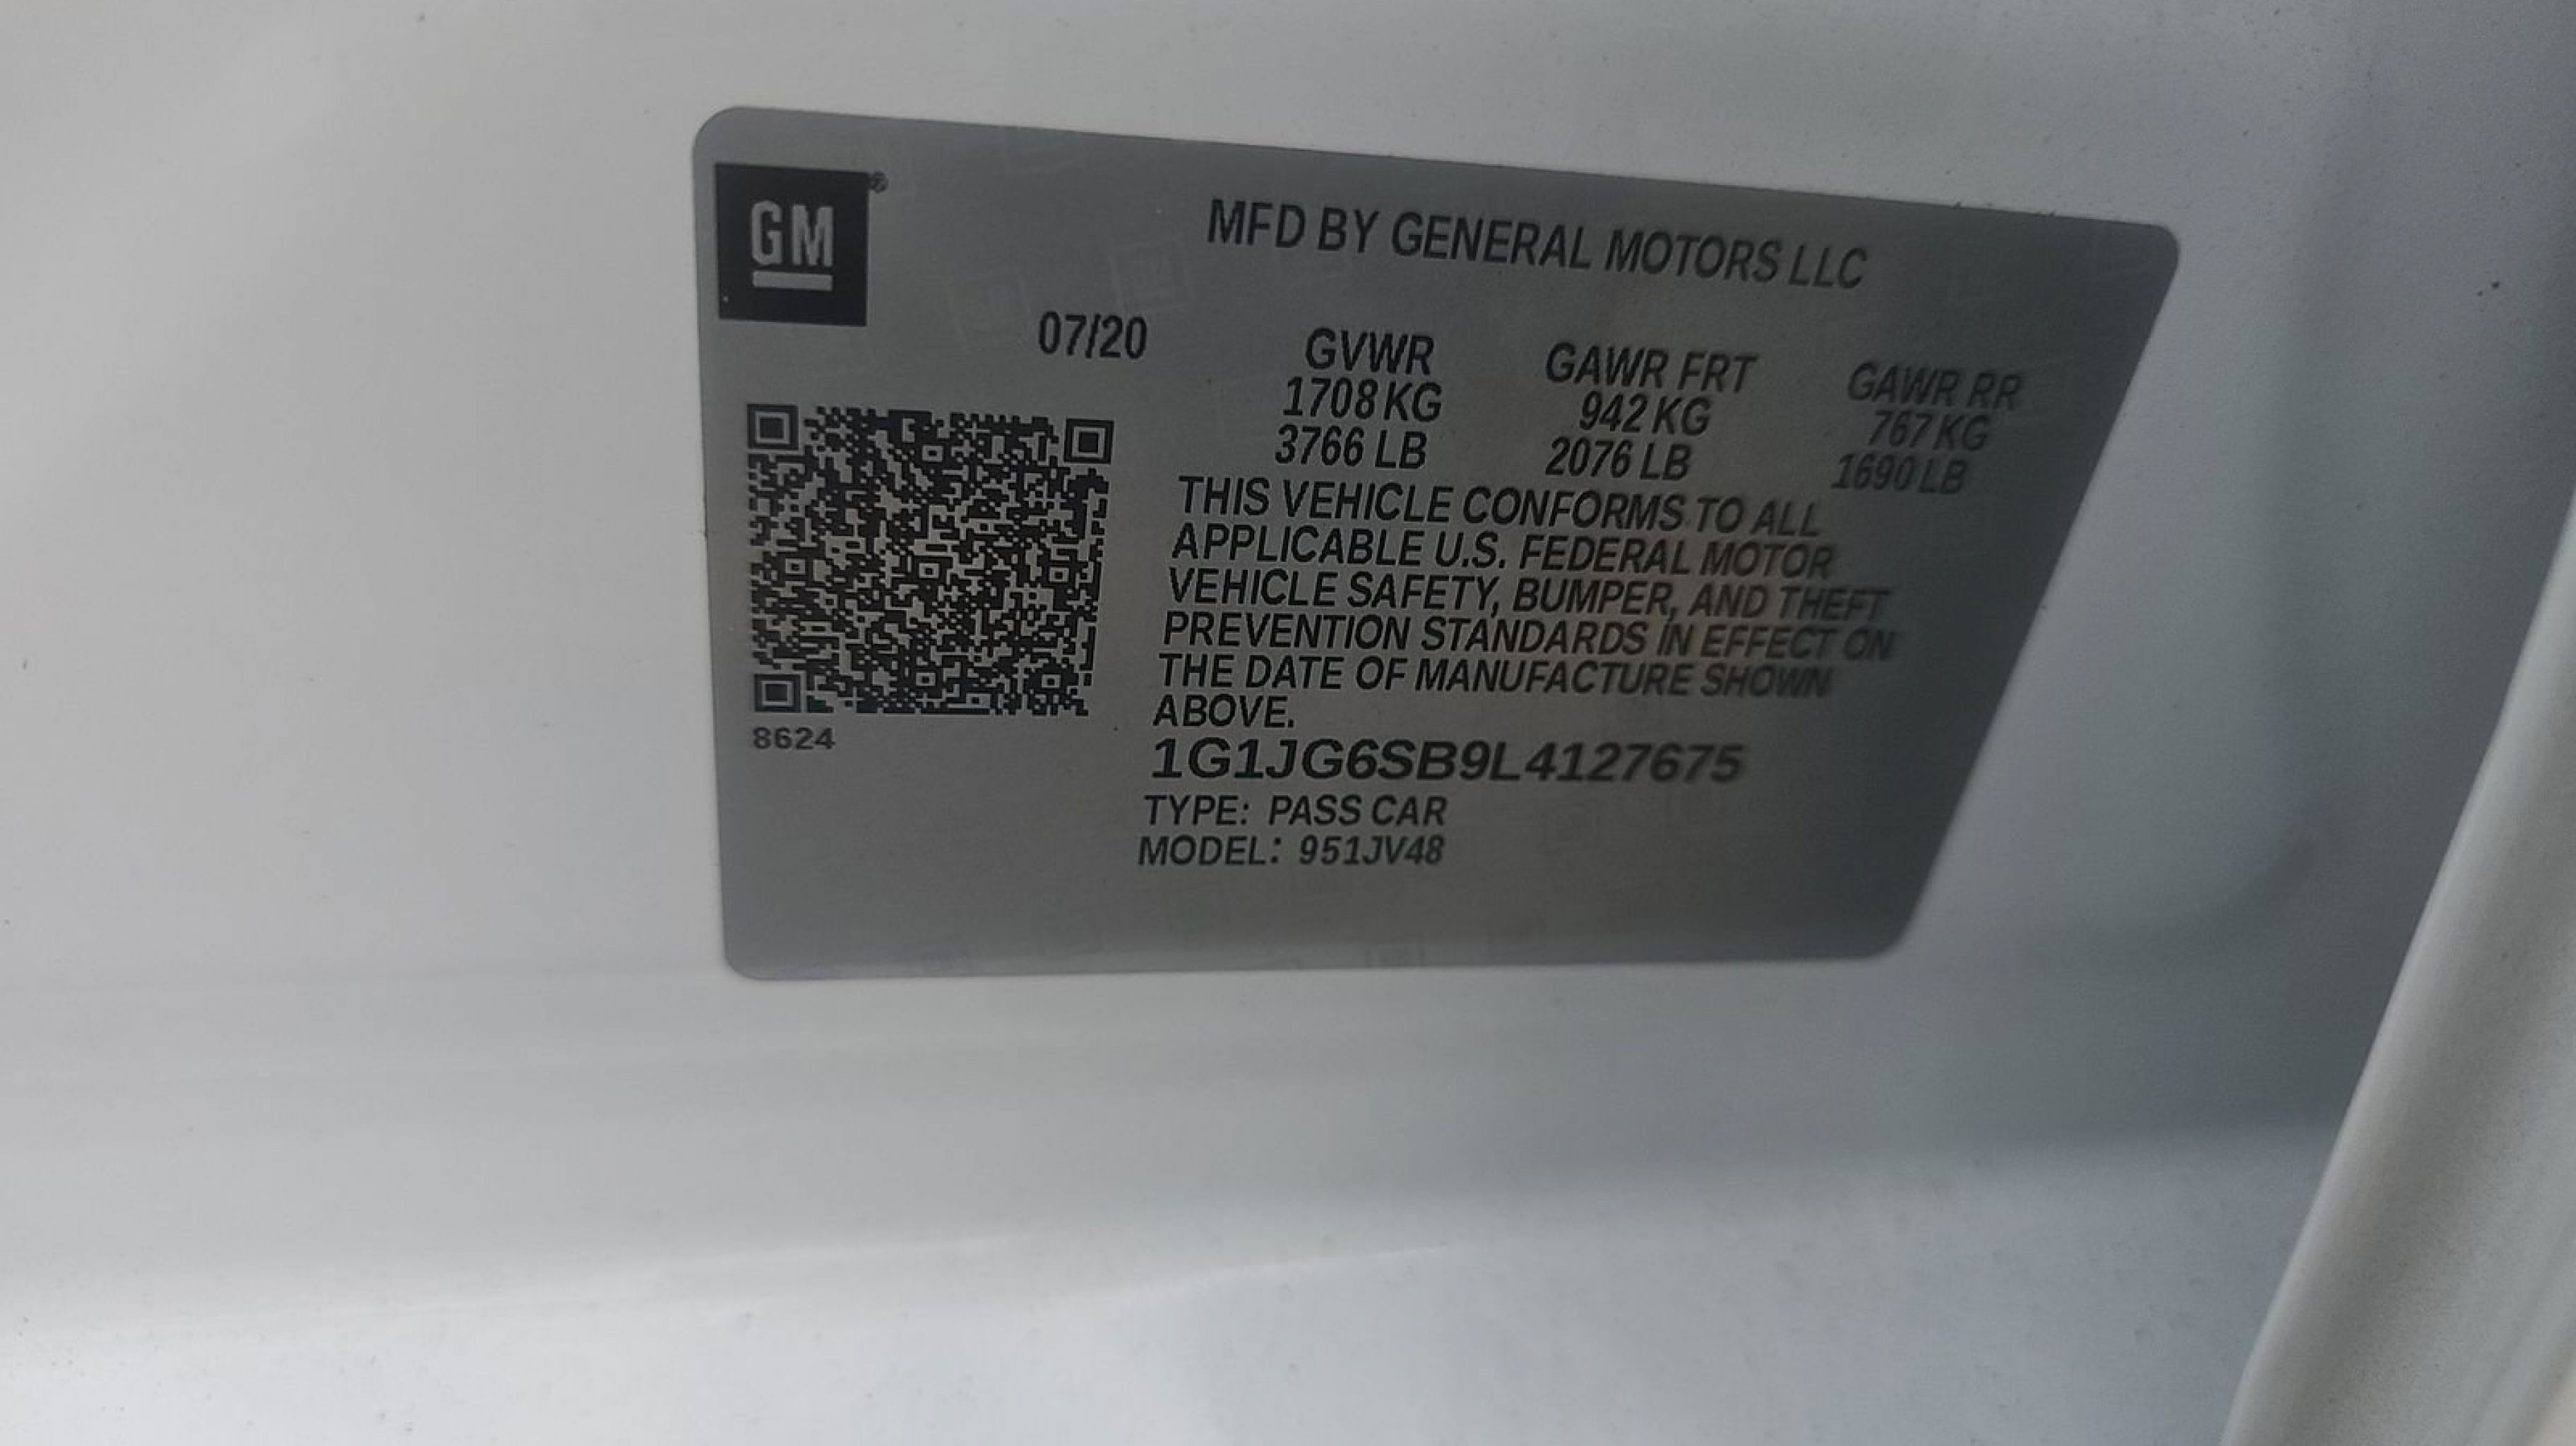 GM®
MFD BY GENERAL MOTORS LLC
07/20
GVWR GAWR FRT GAWR RR
1708 KG 942 KG 767 KG
3766 LB 2076 LB 1690 LB
THIS VEHICLE CONFORMS TO ALL
APPLICABLE U.S. FEDERAL MOTOR
VEHICLE SAFETY, BUMPER, AND THEFT
PREVENTION STANDARDS IN EFFECT ON
THE DATE OF MANUFACTURE SHOWN
ABOVE.
8624
1G1JG6SB9L4127675
TYPE: PASS CAR
MODEL: 951JV48